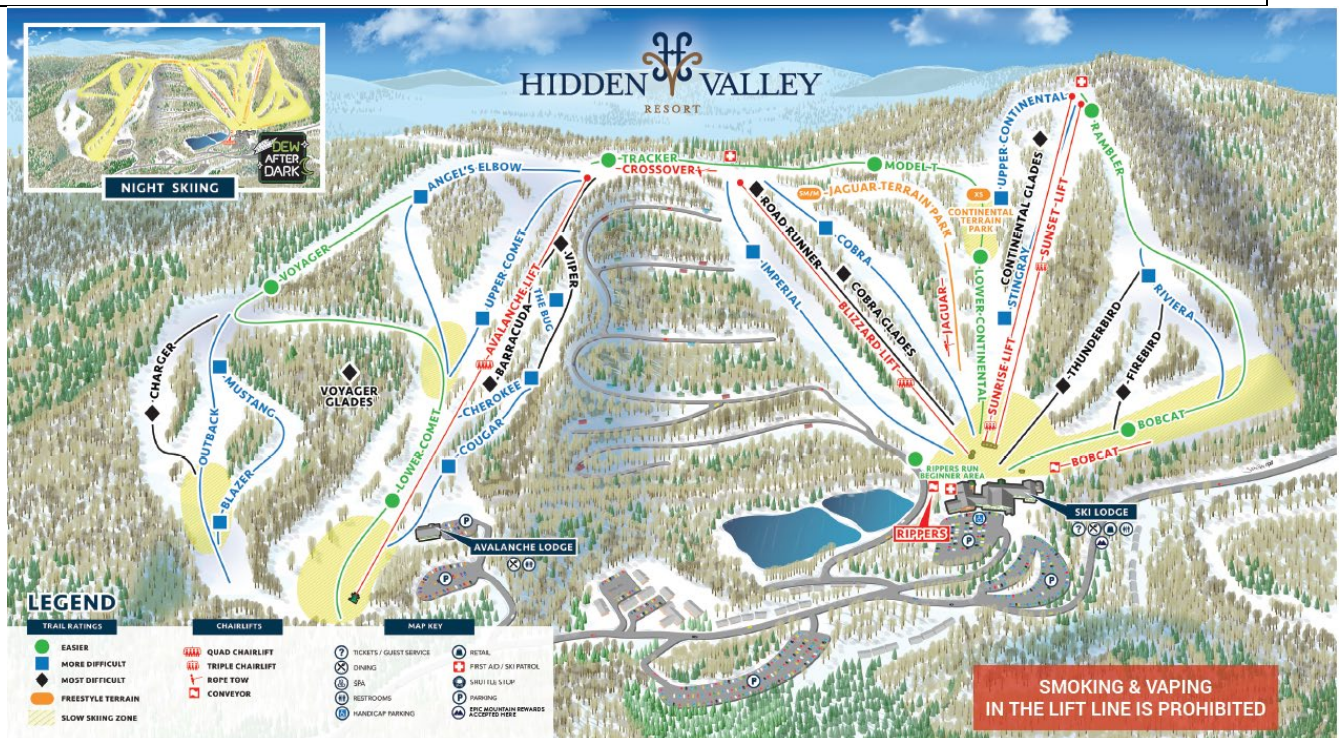 HIDDEN VALLEY
RESORT
DEW
AFTER
DARK
NIGHT SKIING
ANGEL'S ELBOW
TRACKER
CROSSOVER
MODEL T
UPPER CONTINENTAL
RAMBLER
VOYAGER
UPPER COMET
AVALANCHE LIFT
BARRACUDA
VIPER
THE BUG
CHEROKEE
COUGAR
LOWER COMET
VOYAGER
GLADES
CHARGER
MUSTANG
OUTBACK
BLAZER
IMPERIAL
ROAD RUNNER
BLIZZARD LIFT
COBRA
COBRA GLADES
SM/M
JAGUAR TERRAIN PARK
JAGUAR
XS
CONTINENTAL
TERRAIN
PARK
LOWER CONTINENTAL
CONTINENTAL GLADES
STINGRAY
SUNSET LIFT
SUNRISE LIFT
THUNDERBIRD
FIREBIRD
RIVIERA
BOBCAT
BOBCAT
RIPPERS RUN
BEGINNER AREA
RIPPERS
SKI LODGE
AVALANCHE LODGE
LEGEND
TRAIL RATINGS
EASIER
MORE DIFFICULT
MOST DIFFICULT
FREESTYLE TERRAIN
SLOW SKIING ZONE
CHAIRLIFTS
QUAD CHAIRLIFT
TRIPLE CHAIRLIFT
ROPE TOW
CONVEYOR
MAP KEY
? TICKETS / GUEST SERVICE
DINING
SPA
RESTROOMS
HANDICAP PARKING
RETAIL
FIRST AID / SKI PATROL
SHUTTLE STOP
P PARKING
EPIC MOUNTAIN REWARDS
ACCEPTED HERE
P
P
P
P
P
P
?
SMOKING & VAPING
IN THE LIFT LINE IS PROHIBITED